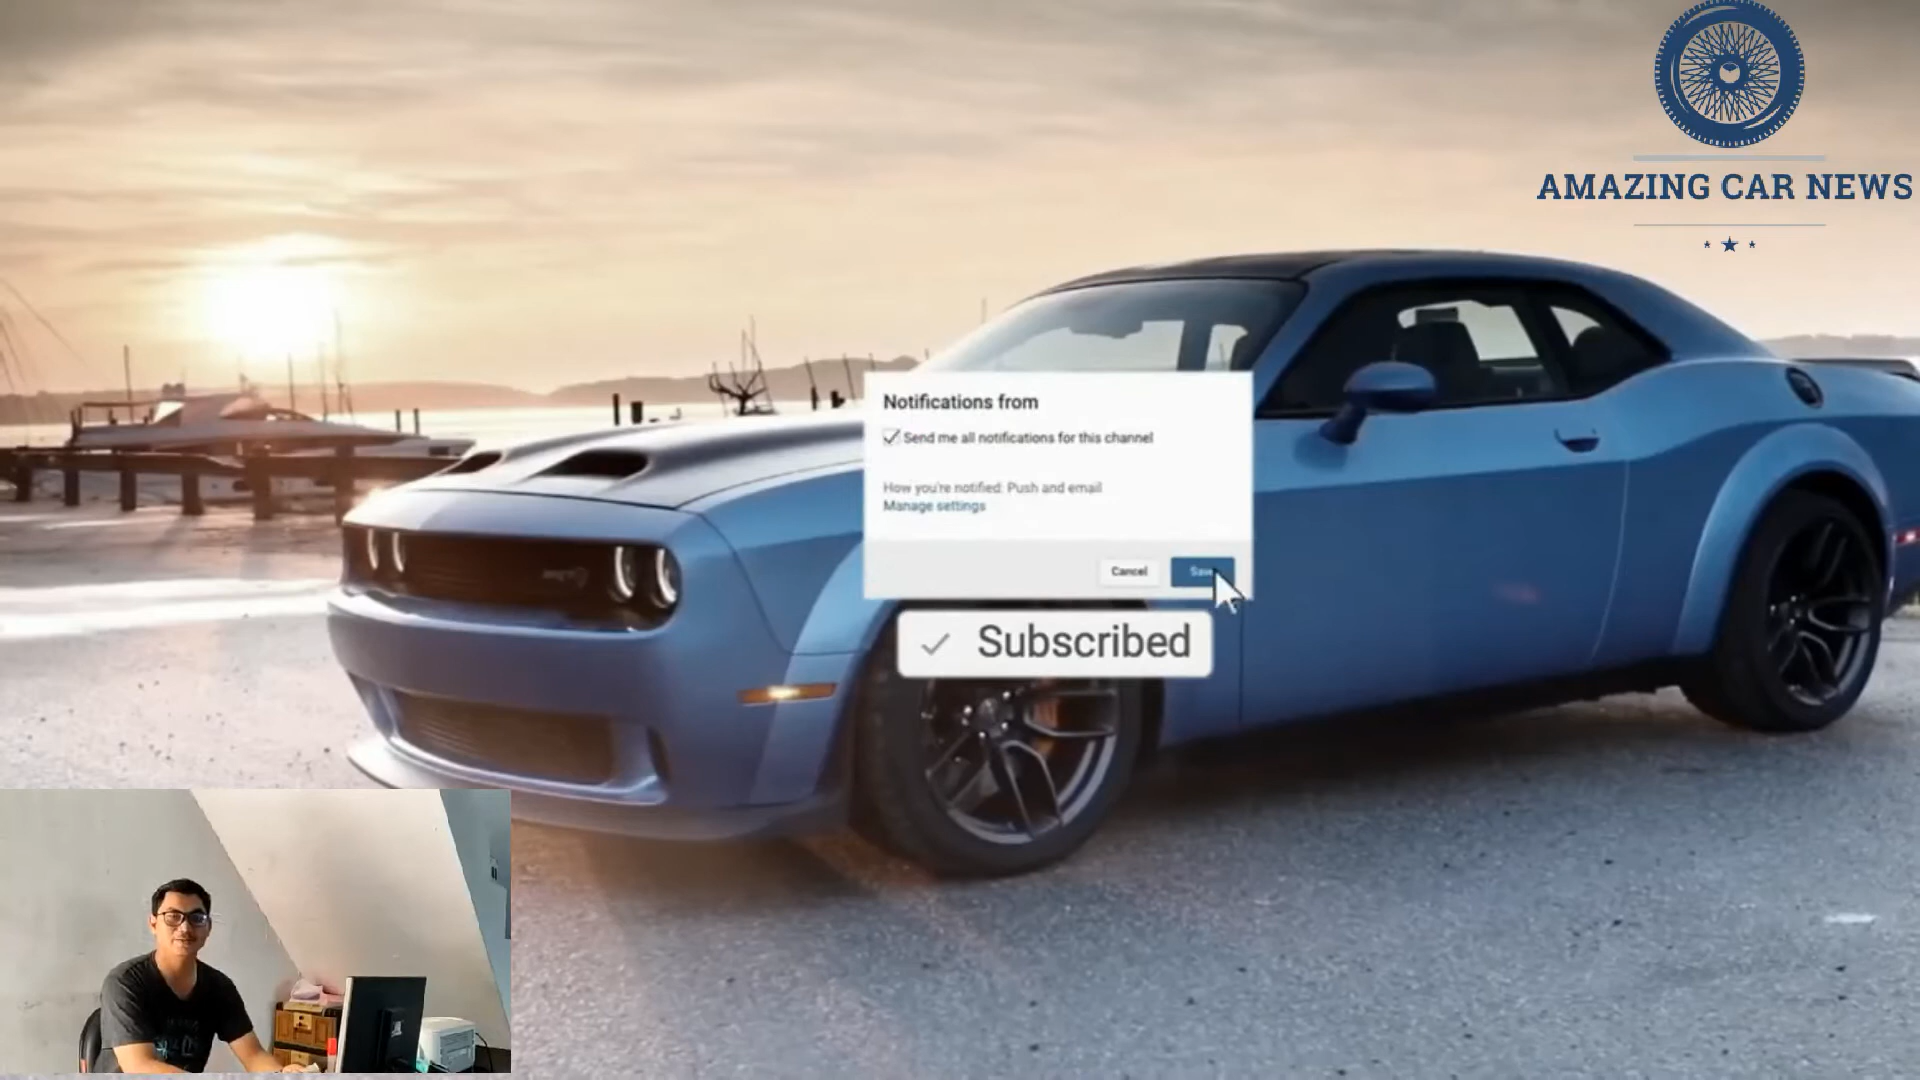 AMAZING CAR NEWS
Notifications from
Send me all notifications for this channel
How you're notified: Push and email
Manage settings
Cancel
Subscribed